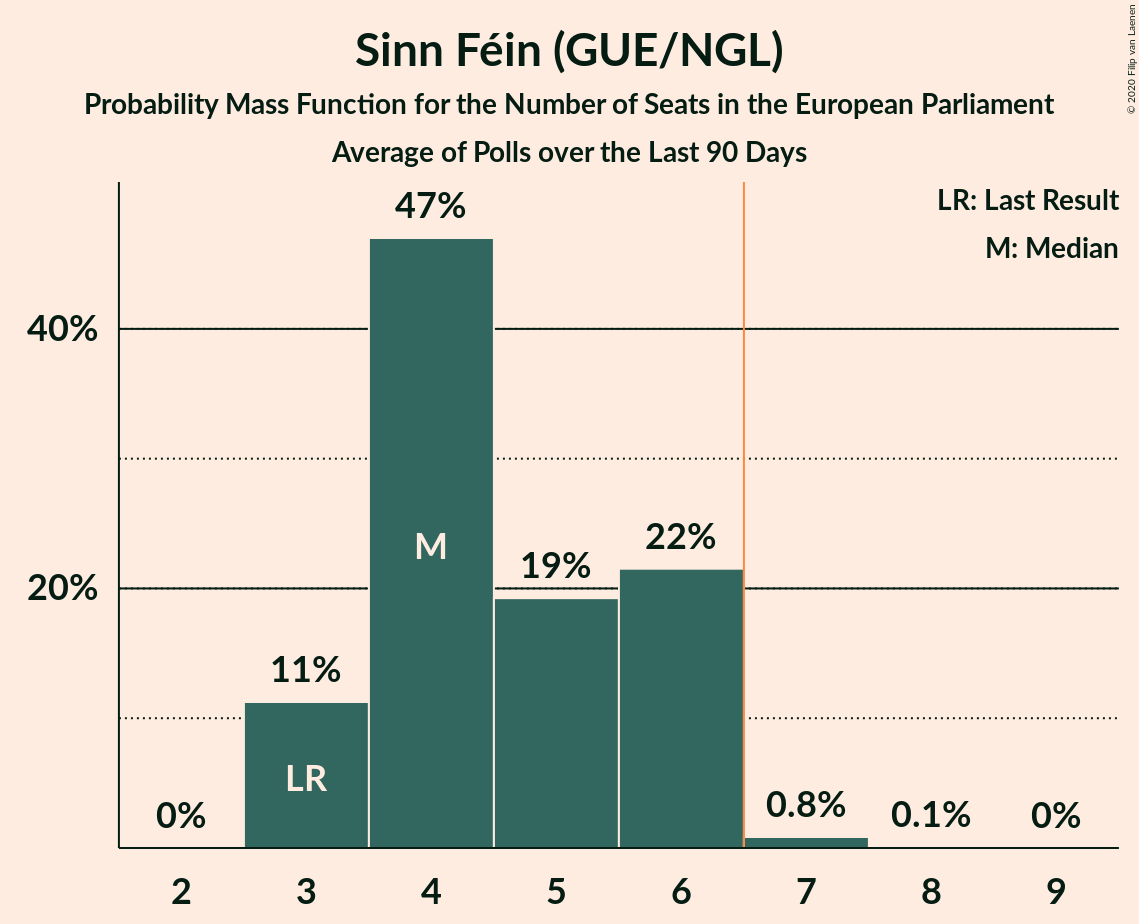 Sinn Féin (GUE/NGL)
Probability Mass Function for the Number of Seats in the European Parliament
Average of Polls over the Last 90 Days
© 2020 Filip van Laenen
LR: Last Result
M: Median
47%
40%
M
22%
19%
20%
11%
LR
0%
0.8%
0.1%
0%
2 3 4 5 6 7 8 9